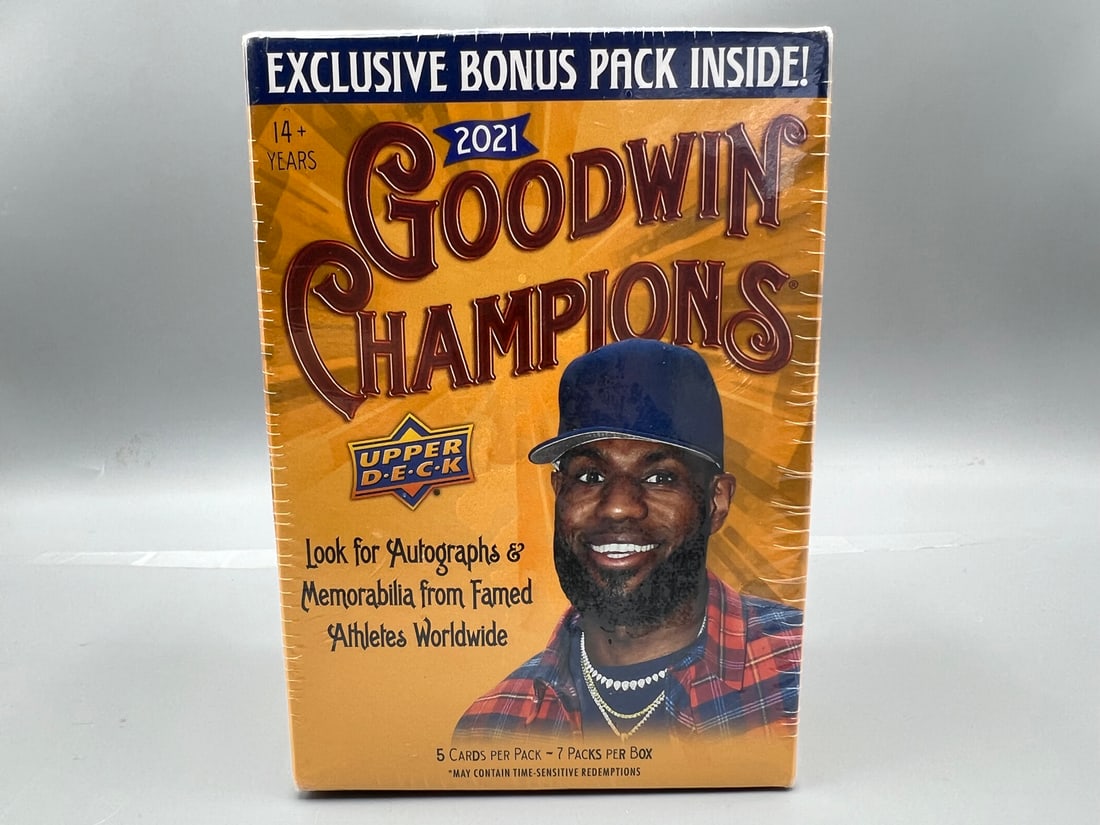 EXCLUSIVE BONUS PACK INSIDE!
14+
YEARS
2021
GOODWIN
CHAMPIONS®
UPPER
D·E·C·K
Look for Autographs &
Memorabilia from Famed
Athletes Worldwide
5 CARDS PER PACK ~ 7 PACKS PER BOX
*MAY CONTAIN TIME-SENSITIVE REDEMPTIONS